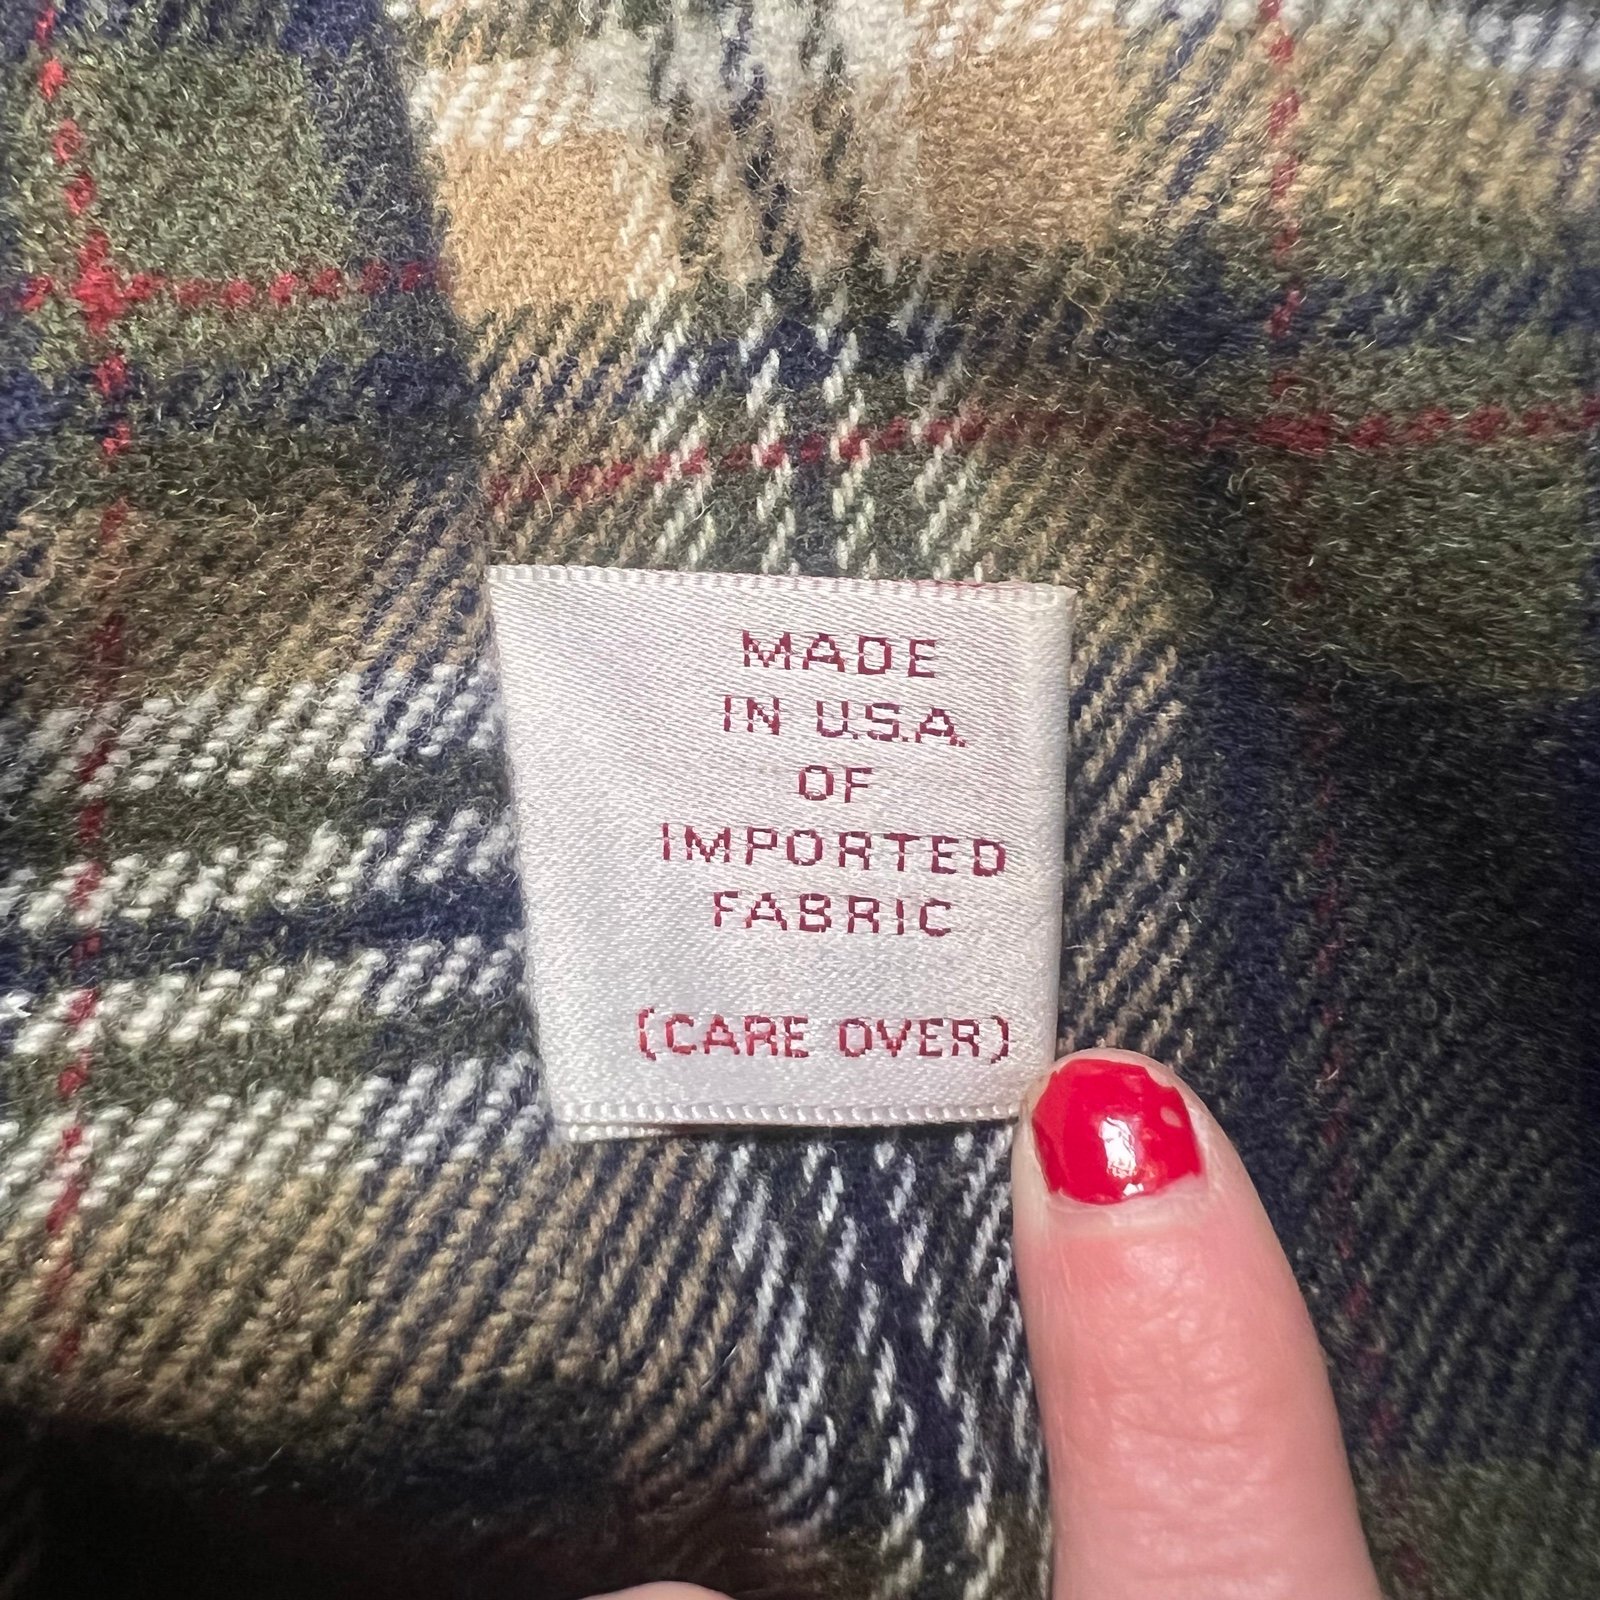 MADE
IN U.S.A.
OF
IMPORTED
FABRIC
(CARE OVER)